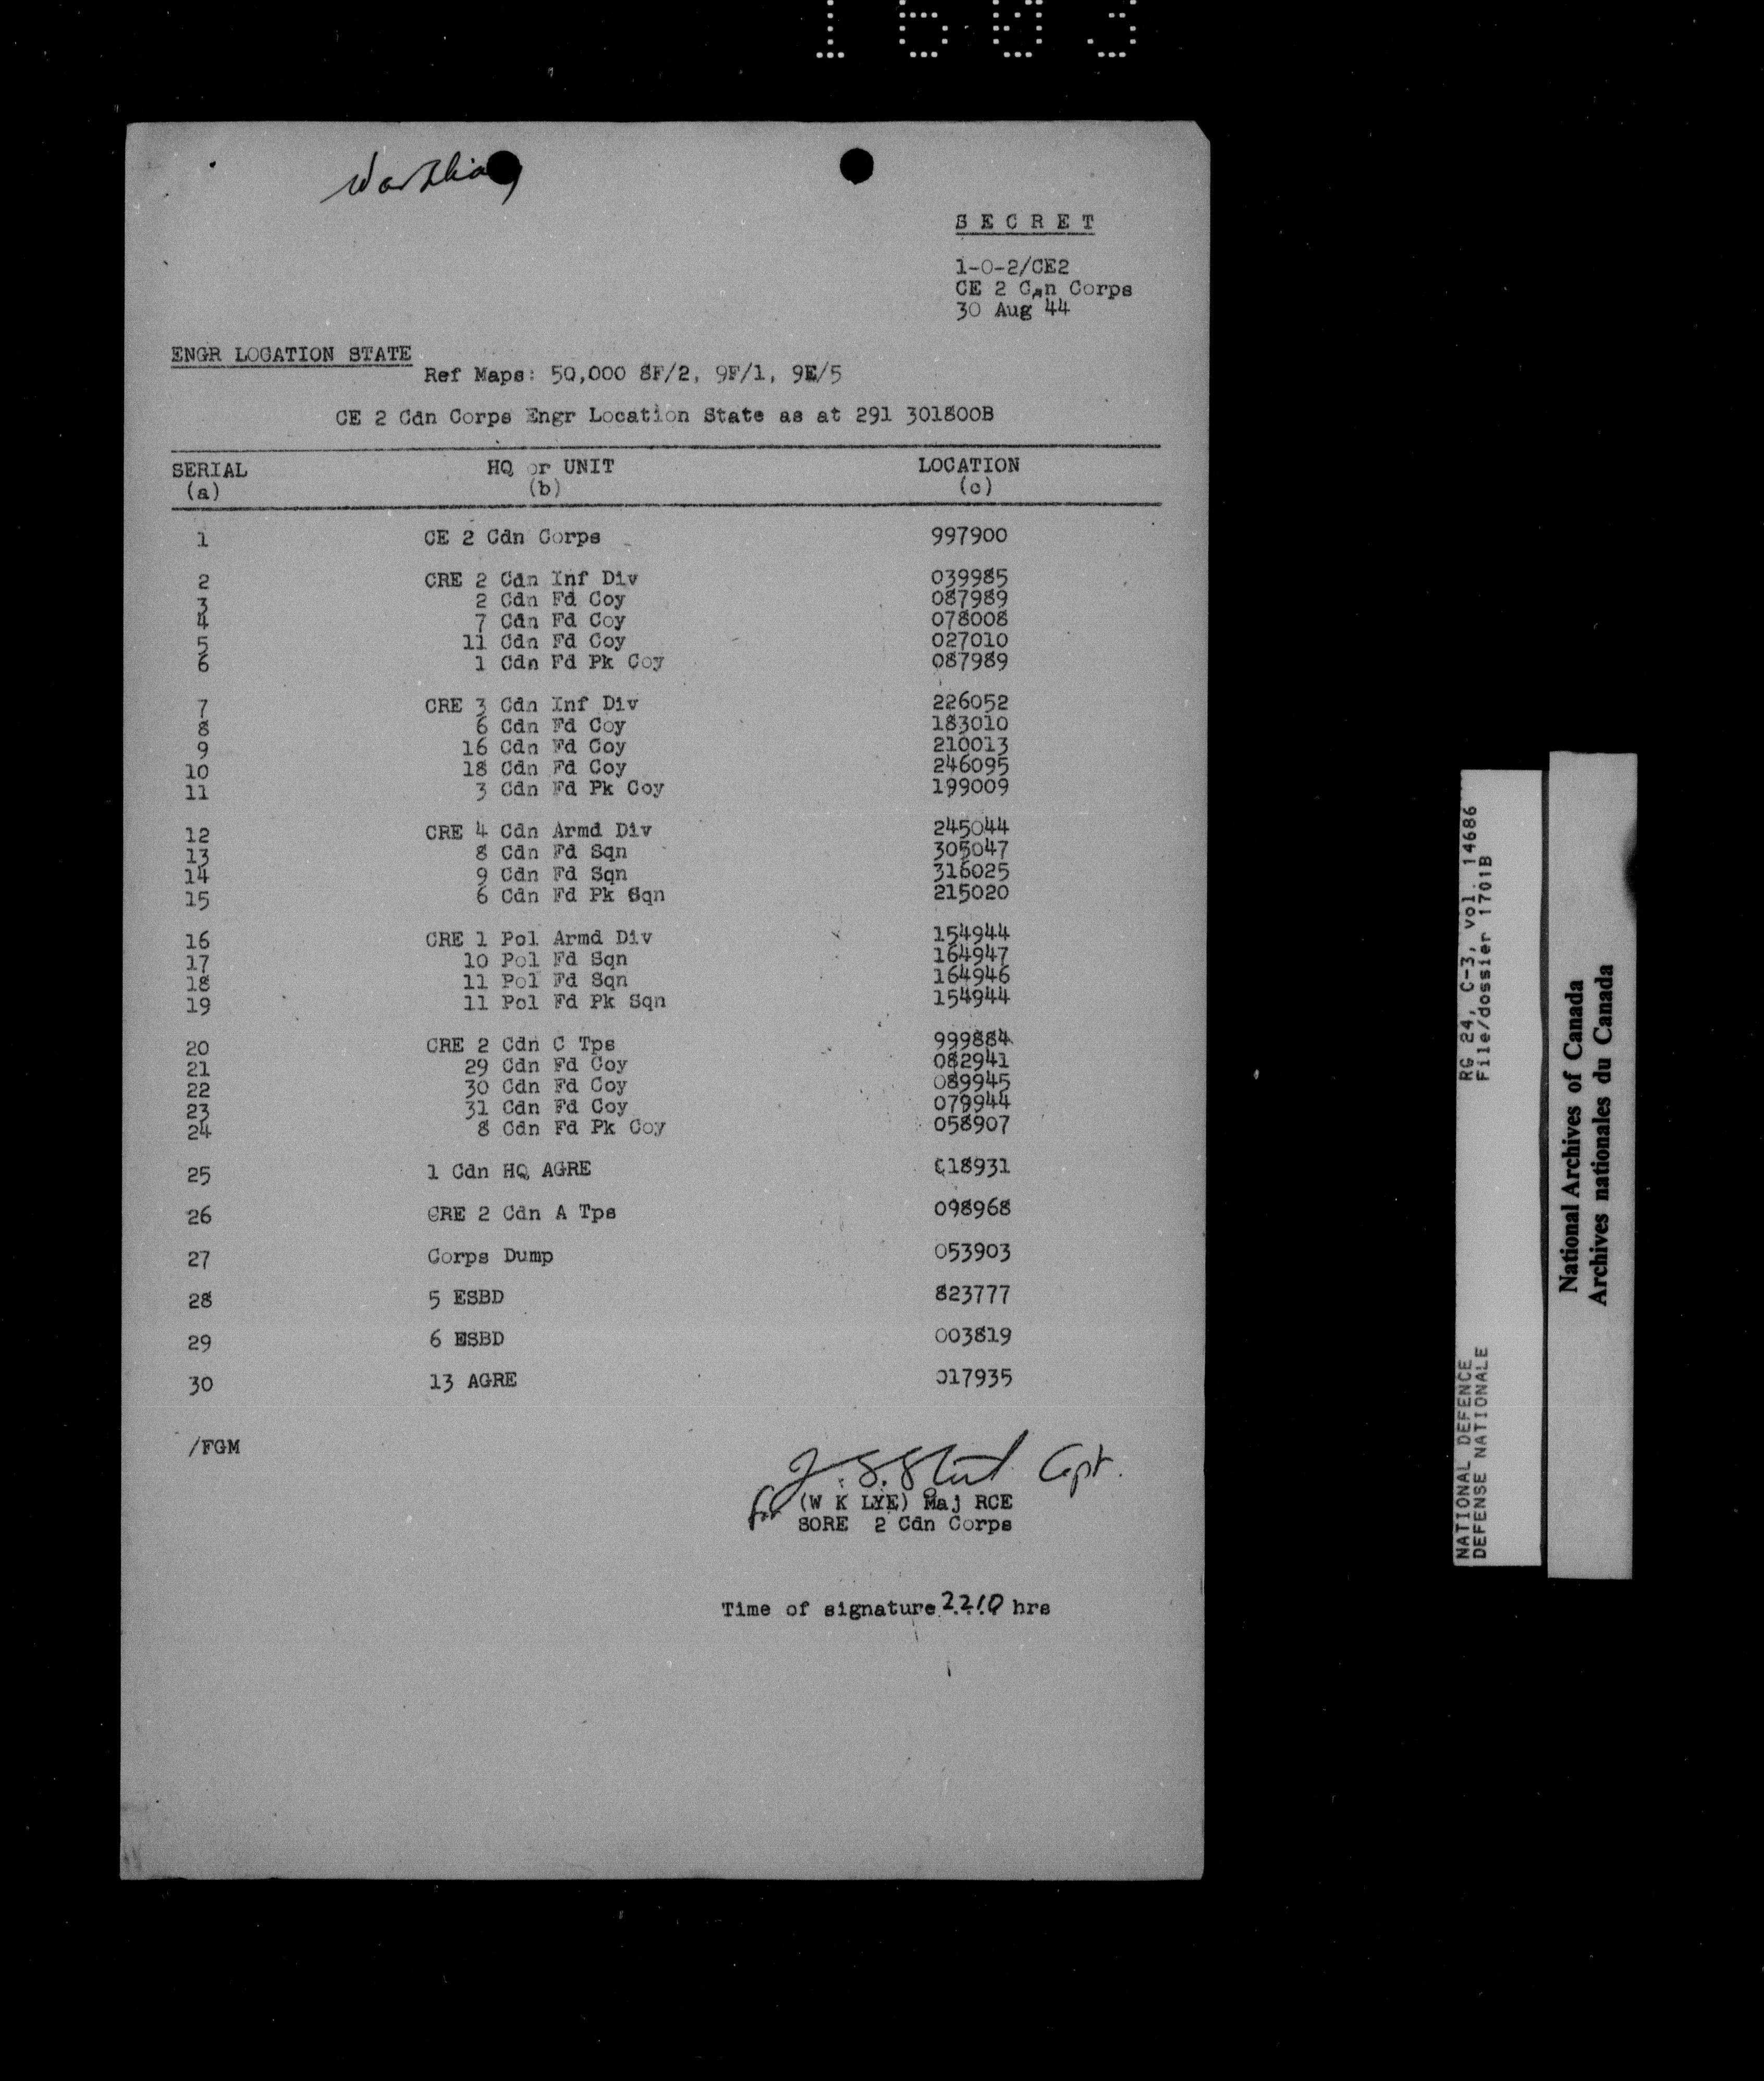 1603
War Diary
SECRET
1-0-2/CE2
CE 2 Cdn Corps
30 Aug 44
ENGR LOCATION STATE
Ref Maps: 50,000 8F/2, 9F/1, 9E/5
CE 2 Cdn Corps Engr Location State as at 291 301800B
SERIAL HQ or UNIT LOCATION
(a) (b) (c)
1 CE 2 Cdn Corps 997900
2 CRE 2 Cdn Inf Div 039985
3 2 Cdn Fd Coy 087989
4 7 Cdn Fd Coy 078008
5 11 Cdn Fd Coy 027010
6 1 Cdn Fd Pk Coy 087989
7 CRE 3 Cdn Inf Div 226052
8 6 Cdn Fd Coy 183010
9 16 Cdn Fd Coy 210013
10 18 Cdn Fd Coy 246095
11 3 Cdn Fd Pk Coy 199009
12 CRE 4 Cdn Armd Div 245044
13 8 Cdn Fd Sqn 305047
14 9 Cdn Fd Sqn 316025
15 6 Cdn Fd Pk Sqn 215020
16 CRE 1 Pol Armd Div 154944
17 10 Pol Fd Sqn 164947
18 11 Pol Fd Sqn 164946
19 11 Pol Fd Pk Sqn 154944
20 CRE 2 Cdn C Tps 999884
21 29 Cdn Fd Coy 082941
22 30 Cdn Fd Coy 089945
23 31 Cdn Fd Coy 079944
24 8 Cdn Fd Pk Coy 058907
25 1 Cdn HQ AGRE 018931
26 CRE 2 Cdn A Tps 098968
27 Corps Dump 053903
28 5 ESBD 823777
29 6 ESBD 003819
30 13 AGRE 017935
/FGM
Capt.
for (W K LYE) Maj RCE
SORE 2 Cdn Corps
Time of signature 2210 hrs
NATIONAL DEFENCE RG 24, C-3, vol. 14686
DEFENSE NATIONALE File/dossier 1701B
National Archives of Canada
Archives nationales du Canada